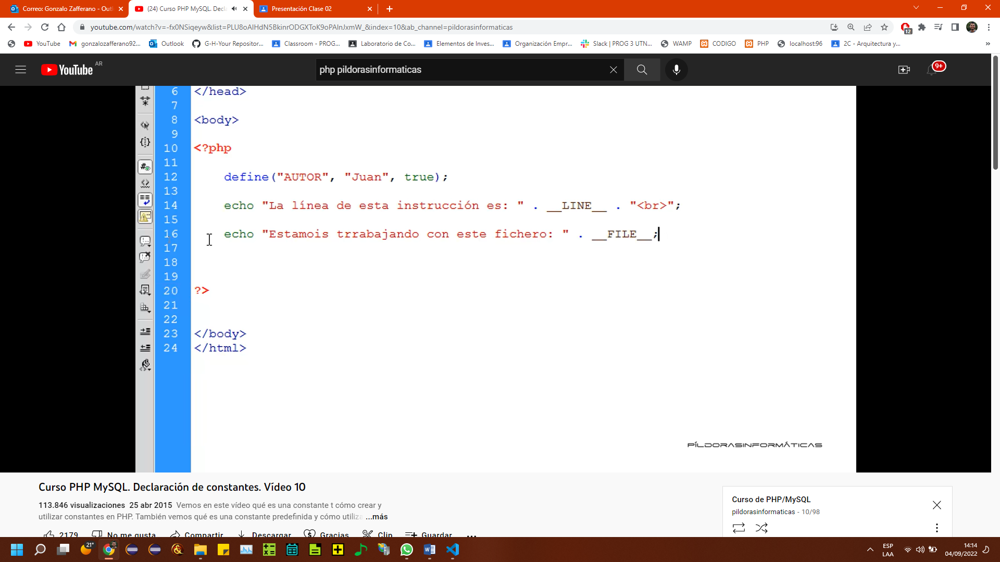 Correo: Gonzalo Zafferano - Outl
(24) Curso PHP MySQL. Decla
Presentación Clase 02
youtube.com/watch?v=-fx0NSiqeyw&list=PLU8oAlHdN5BkinrODGXToK9oPAlnJxmW_&index=10&ab_channel=pildorasinformaticas
12
YouTube
gonzalozafferano92...
Outlook
G-H-Your Repositor...
Classroom - PROG...
Laboratorio de Co...
Elementos de Inves...
Organización Empr...
Slack | PROG 3 UTN...
WAMP
CODIGO
PHP
localhost:96
2C - Arquitectura y...
»
YouTube AR
php pildorasinformaticas
9+
6 </head>
7
8 <body>
9
10 <?php
11
12 define("AUTOR", "Juan", true);
13
14 echo "La línea de esta instrucción es: " . __LINE__ . "<br>";
15
16 echo "Estamois trrabajando con este fichero: " . __FILE__;
17
18
19
20 ?>
21
22
23 </body>
24 </html>
PÍLDORASINFORMÁTICAS
Curso PHP MySQL. Declaración de constantes. Vídeo 10
113.846 visualizaciones 25 abr 2015 Vemos en este vídeo qué es una constante t cómo crear y
utilizar constantes en PHP. También vemos qué es una constante predefinida y cómo utiliza ...más
2179
No me gusta
Compartir
Descargar
Gracias
Clip
Guardar
Curso de PHP/MySQL
pildorasinformaticas - 10/98
21°
ESP
LAA
14:14
04/09/2022